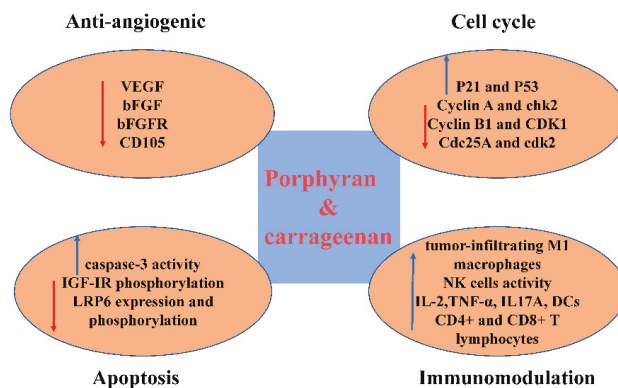 Anti-angiogenic
VEGF
bFGF
bFGFR
CD105
Cell cycle
P21 and P53
Cyclin A and chk2
Cyclin B1 and CDK1
Cdc25A and cdk2
Porphyran
&
carrageenan
caspase-3 activity
IGF-IR phosphorylation
LRP6 expression and
phosphorylation
Apoptosis
tumor-infiltrating M1
macrophages
NK cells activity
IL-2,TNF-α, IL17A, DCs
CD4+ and CD8+ T
lymphocytes
Immunomodulation